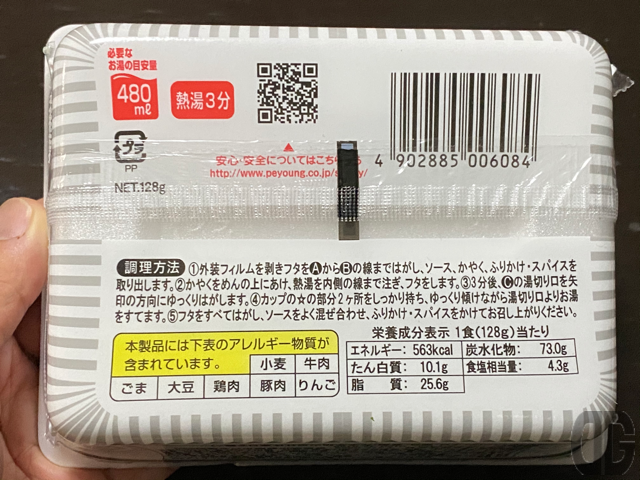 必要な
お湯の目安量
480
mℓ
熱湯3分
プラ
PP
NET.128g
安心・安全についてはこちら
http://www.peyoung.co.jp/s
4 902885 006084
調理方法 ①外装フィルムを剥きフタをⒶからⒷの線まではがし、ソース、かやく、ふりかけ・スパイスを
取り出します。②かやくをめんの上にあけ、熱湯を内側の線まで注ぎ、フタをします。③3分後、Ⓒの湯切り口を矢
印の方向にゆっくりはがします。④カップの☆の部分2ヶ所をしっかり持ち、ゆっくり傾けながら湯切り口よりお湯
をすてます。⑤フタをすべてはがし、ソースをよく混ぜ合わせ、ふりかけ・スパイスをかけてお召し上がりください。
本製品には下表のアレルギー物質が
含まれています。
小麦 牛肉
ごま 大豆 鶏肉 豚肉 りんご
栄養成分表示 1食(128g)当たり
エネルギー: 563kcal 炭水化物: 73.0g
たん白質: 10.1g 食塩相当量: 4.3g
脂質: 25.6g